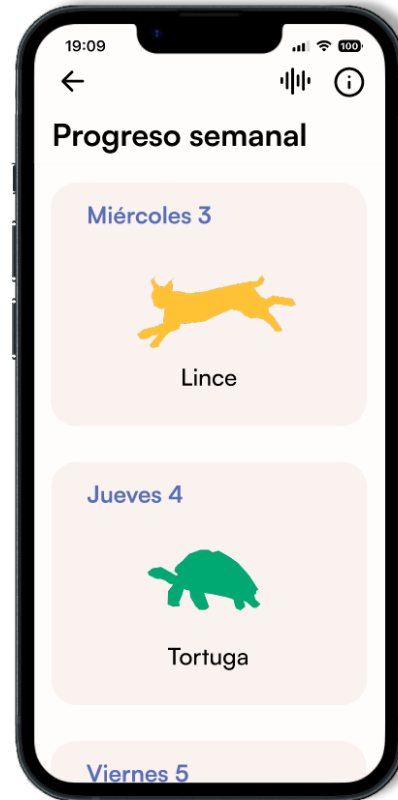 19:09
100
Progreso semanal
Miércoles 3
Lince
Jueves 4
Tortuga
Viernes 5